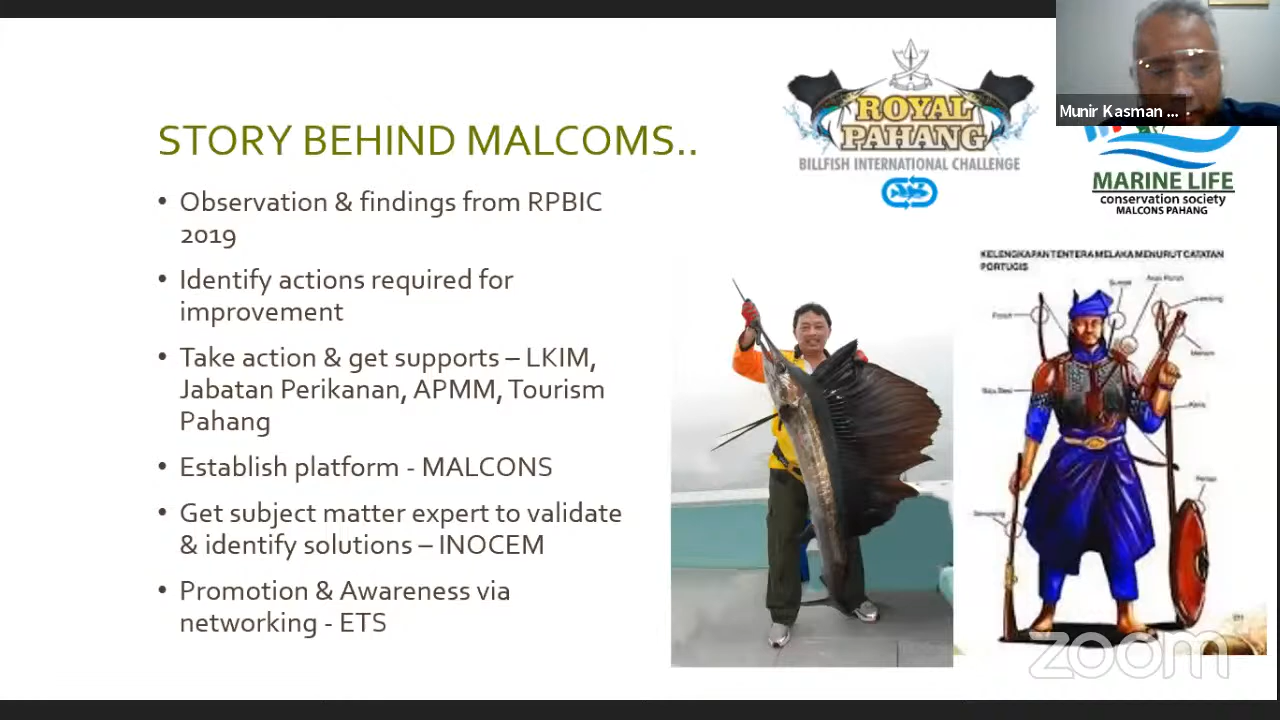 Munir Kasman ...
ROYAL
PAHANG
BILLFISH INTERNATIONAL CHALLENGE
MARINE LIFE
conservation society
MALCONS PAHANG
STORY BEHIND MALCOMS..
• Observation & findings from RPBIC
2019
• Identify actions required for
improvement
• Take action & get supports – LKIM,
Jabatan Perikanan, APMM, Tourism
Pahang
• Establish platform - MALCONS
• Get subject matter expert to validate
& identify solutions – INOCEM
• Promotion & Awareness via
networking - ETS
KELENGKAPAN TENTERA MELAKA MENURUT CATATAN
PORTUGIS
zoom